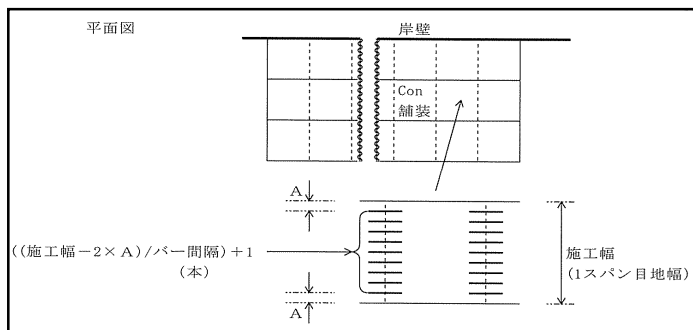 平面図
岸壁
Con
舗装
A
((施工幅－2×A)/バー間隔)＋1
(本)
施工幅
(1スパン目地幅)
A